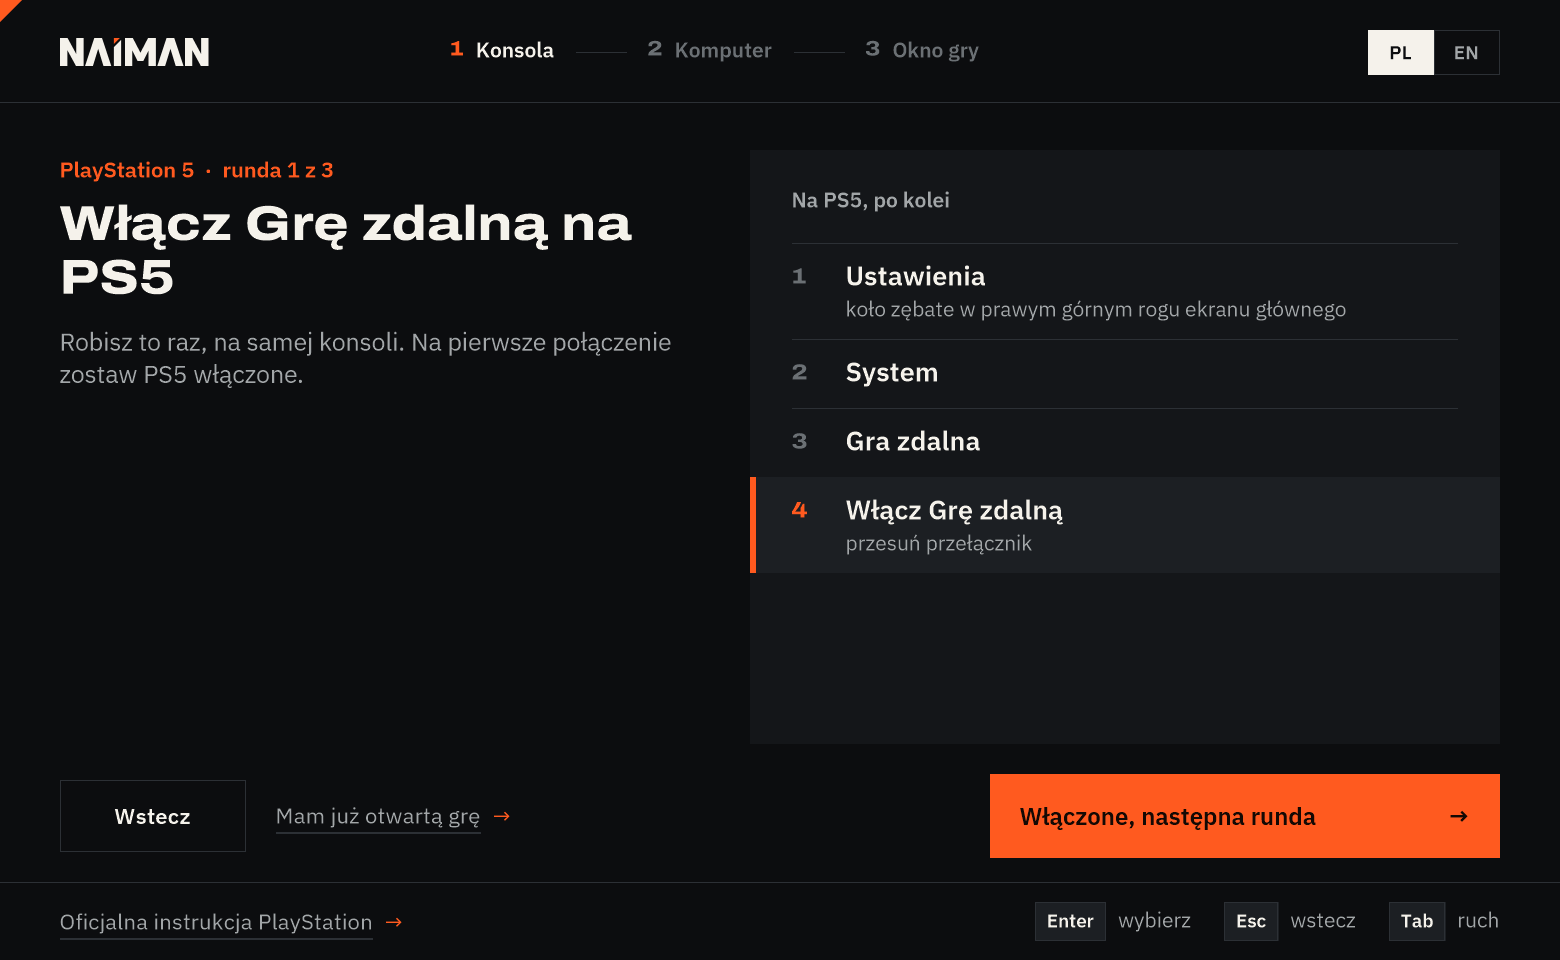 NAIMAN
1 Konsola
2 Komputer
3 Okno gry
PL
EN
PlayStation 5 · runda 1 z 3
Włącz Grę zdalną na
PS5
Robisz to raz, na samej konsoli. Na pierwsze połączenie
zostaw PS5 włączone.
Na PS5, po kolei
1 Ustawienia
koło zębate w prawym górnym rogu ekranu głównego
2 System
3 Gra zdalna
4 Włącz Grę zdalną
przesuń przełącznik
Wstecz
Mam już otwartą grę →
Włączone, następna runda →
Oficjalna instrukcja PlayStation →
Enter wybierz
Esc wstecz
Tab ruch